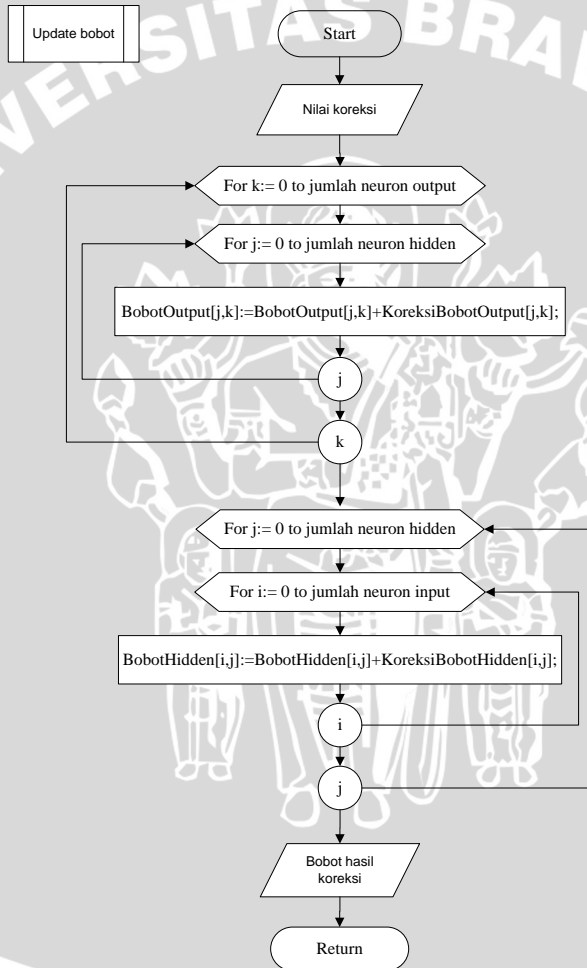 UNIVERSITAS BRAW
Update bobot
Start
Nilai koreksi
For k:= 0 to jumlah neuron output
For j:= 0 to jumlah neuron hidden
BobotOutput[j,k]:=BobotOutput[j,k]+KoreksiBobotOutput[j,k];
j
k
For j:= 0 to jumlah neuron hidden
For i:= 0 to jumlah neuron input
BobotHidden[i,j]:=BobotHidden[i,j]+KoreksiBobotHidden[i,j];
i
j
Bobot hasil
koreksi
Return